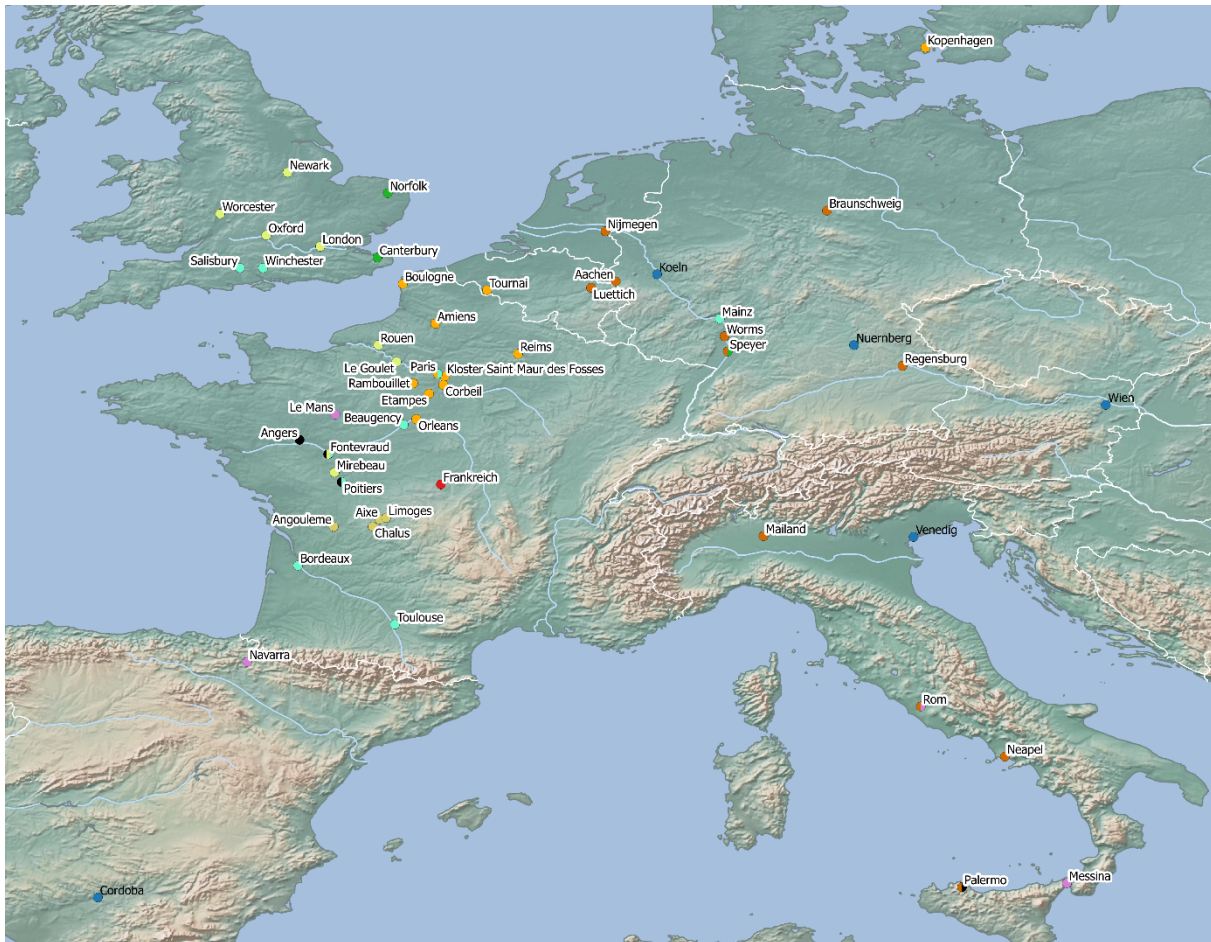 Kopenhagen
Newark
Norfolk
Braunschweig
Worcester
Oxford
Nijmegen
London
Canterbury
Salisbury
Winchester
Koeln
Aachen
Boulogne
Tournai
Luettich
Mainz
Amiens
Worms
Rouen
Nuernberg
Speyer
Reims
Regensburg
Le Goulet
Paris
Kloster Saint Maur des Fosses
Rambouillet
Corbeil
Etampes
Wien
Le Mans
Beaugency
Orleans
Angers
Fontevraud
Mirebeau
Frankreich
Poitiers
Aixe
Limoges
Angouleme
Chalus
Mailand
Venedig
Bordeaux
Toulouse
Navarra
Rom
Neapel
Messina
Palermo
Cordoba